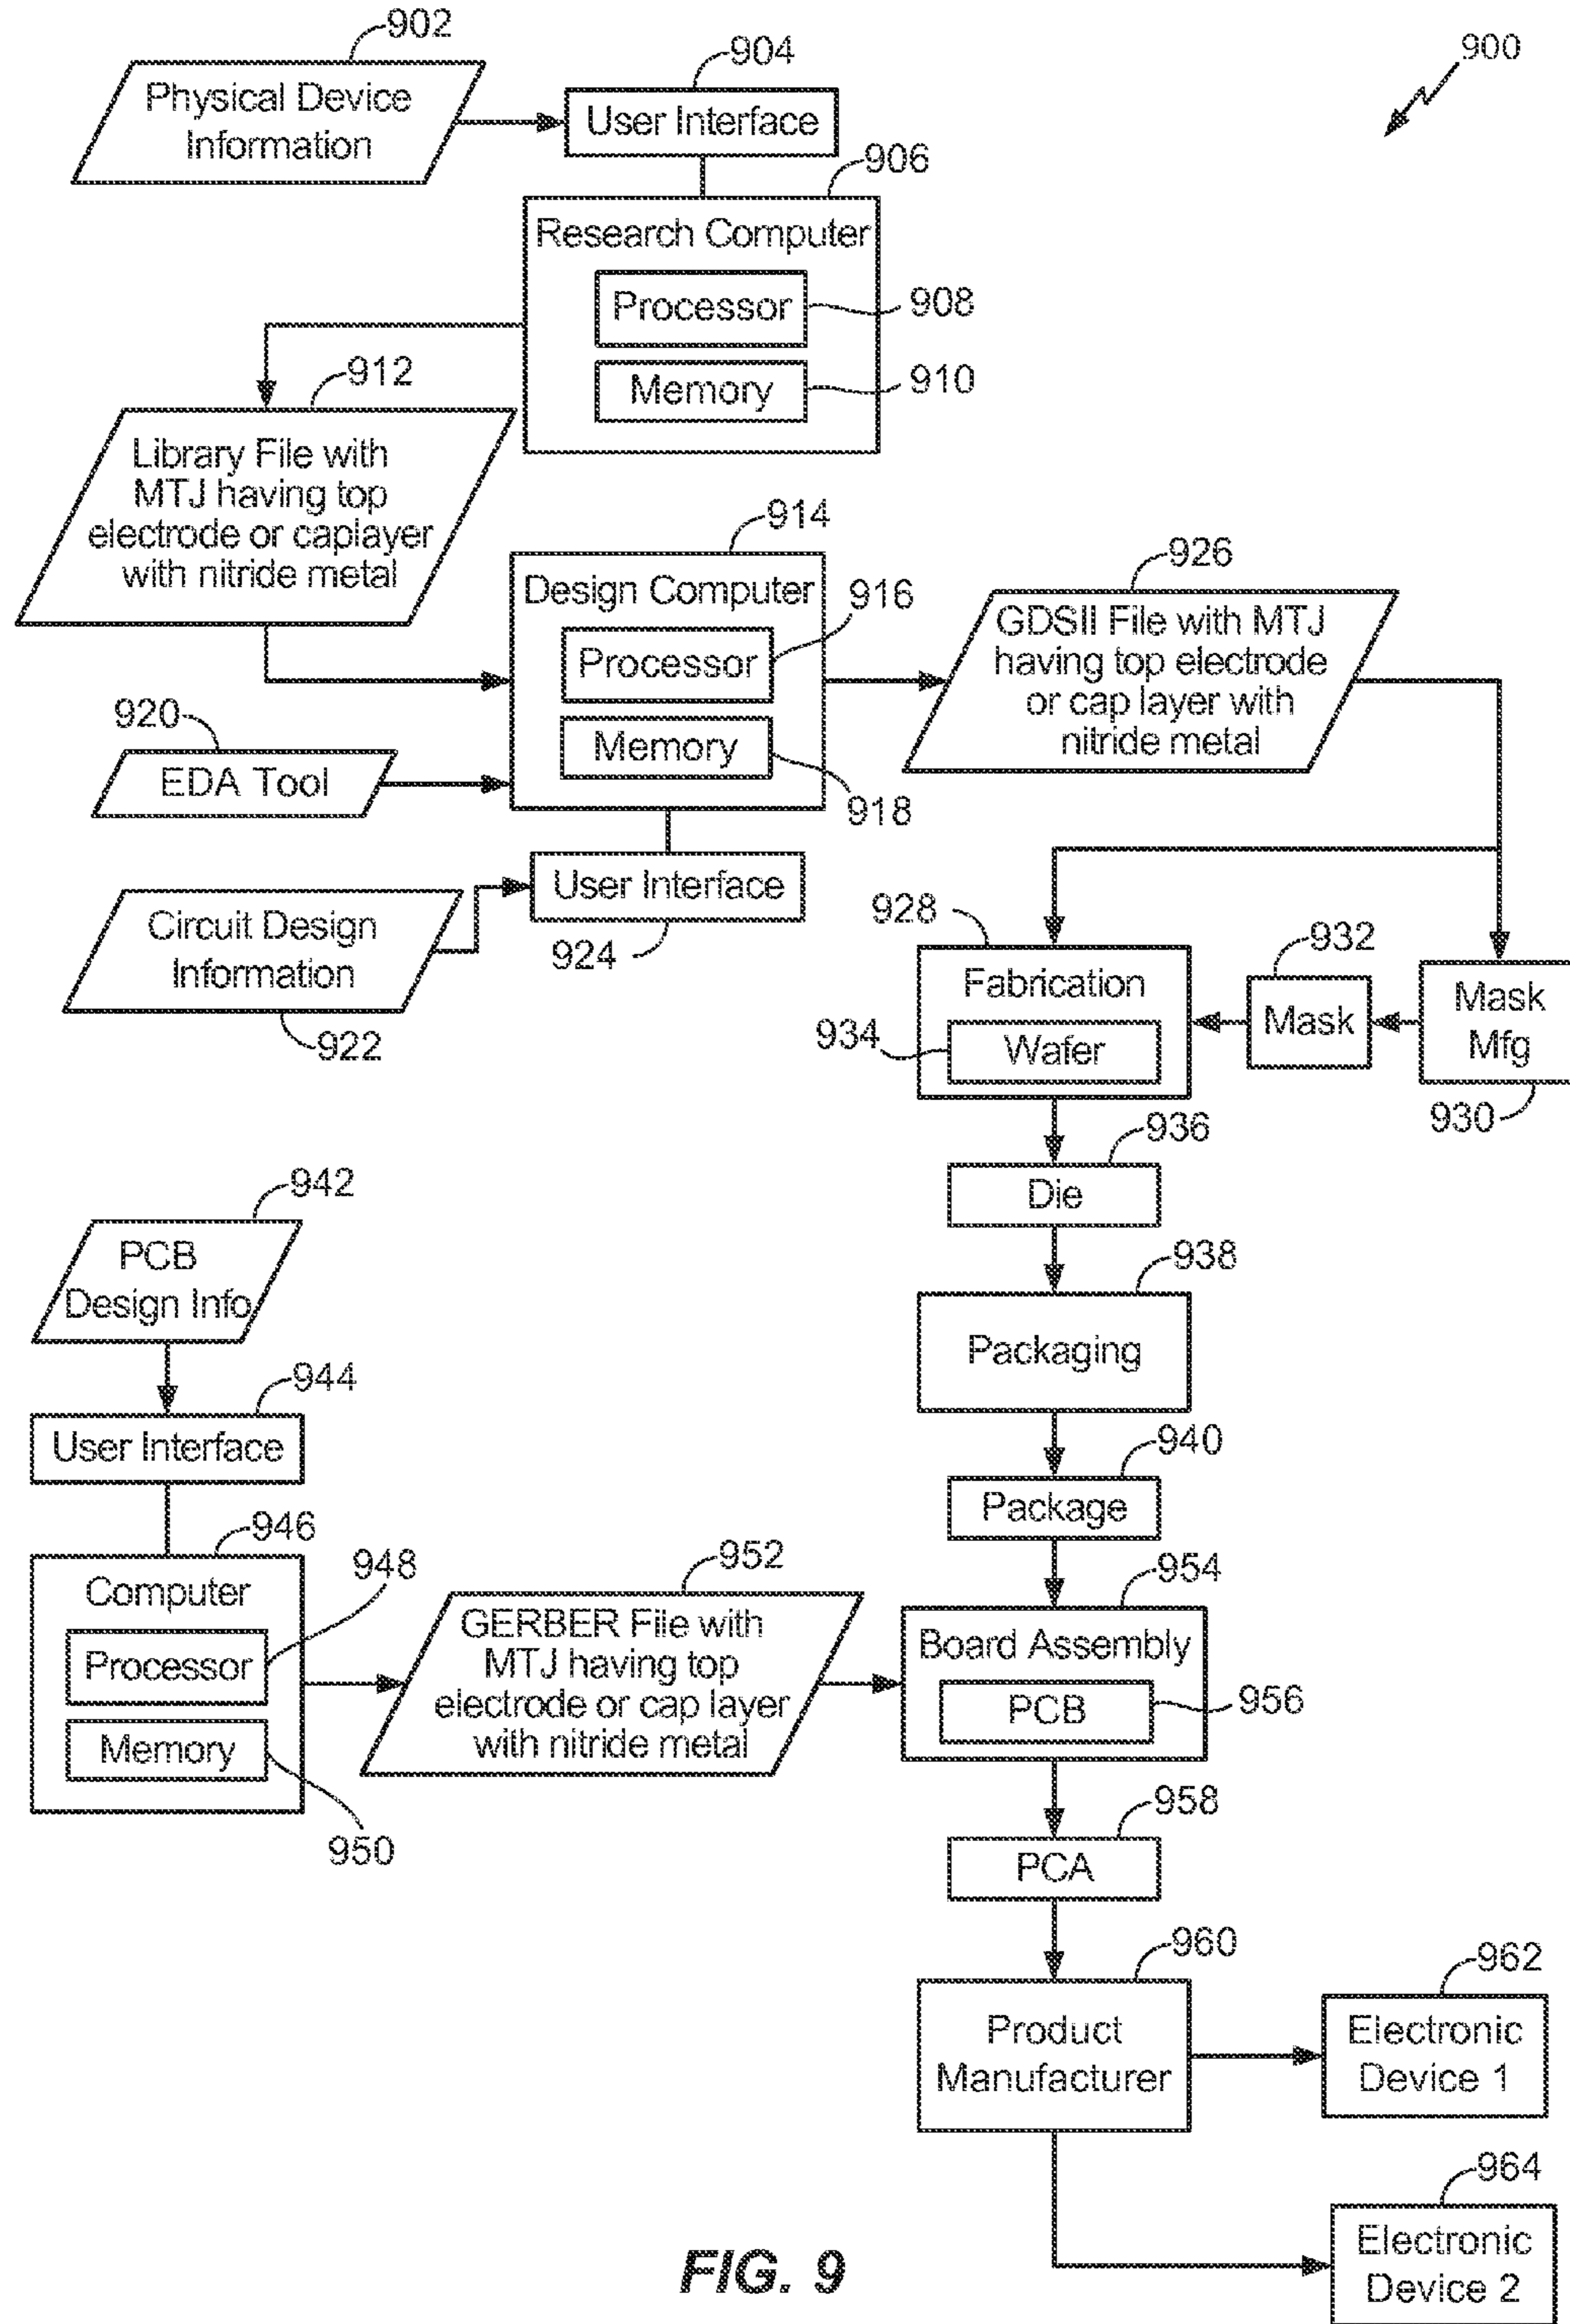 902
Physical Device
Information
904
User Interface
900
906
Research Computer
Processor
908
Memory
910
912
Library File with
MTJ having top
electrode or caplayer
with nitride metal
914
Design Computer
Processor
916
Memory
918
926
GDSII File with MTJ
having top electrode
or cap layer with
nitride metal
920
EDA Tool
User Interface
924
Circuit Design
Information
922
928
Fabrication
934
Wafer
932
Mask
Mask
Mfg
930
936
Die
938
Packaging
940
Package
942
PCB
Design Info
944
User Interface
946
Computer
948
Processor
Memory
950
952
GERBER File with
MTJ having top
electrode or cap layer
with nitride metal
954
Board Assembly
PCB
956
958
PCA
960
Product
Manufacturer
962
Electronic
Device 1
964
Electronic
Device 2
FIG. 9